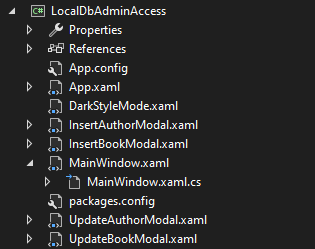 C# LocalDbAdminAccess
Properties
References
App.config
App.xaml
DarkStyleMode.xaml
InsertAuthorModal.xaml
InsertBookModal.xaml
MainWindow.xaml
MainWindow.xaml.cs
packages.config
UpdateAuthorModal.xaml
UpdateBookModal.xaml